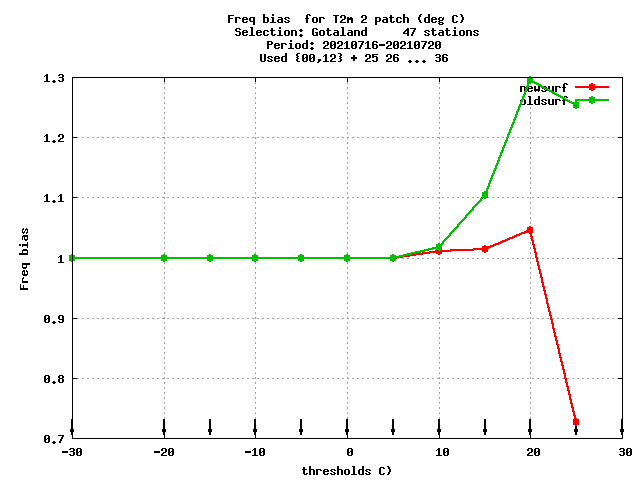 Freq bias  for T2m 2 patch (deg C)
Selection: Gotaland     47 stations
Period: 20210716-20210720
Used {00,12} + 25 26 ... 36
newsurf
oldsurf
1.3
1.2
1.1
1
0.9
0.8
0.7
Freq bias
-30 -20 -10 0 10 20 30
thresholds C)